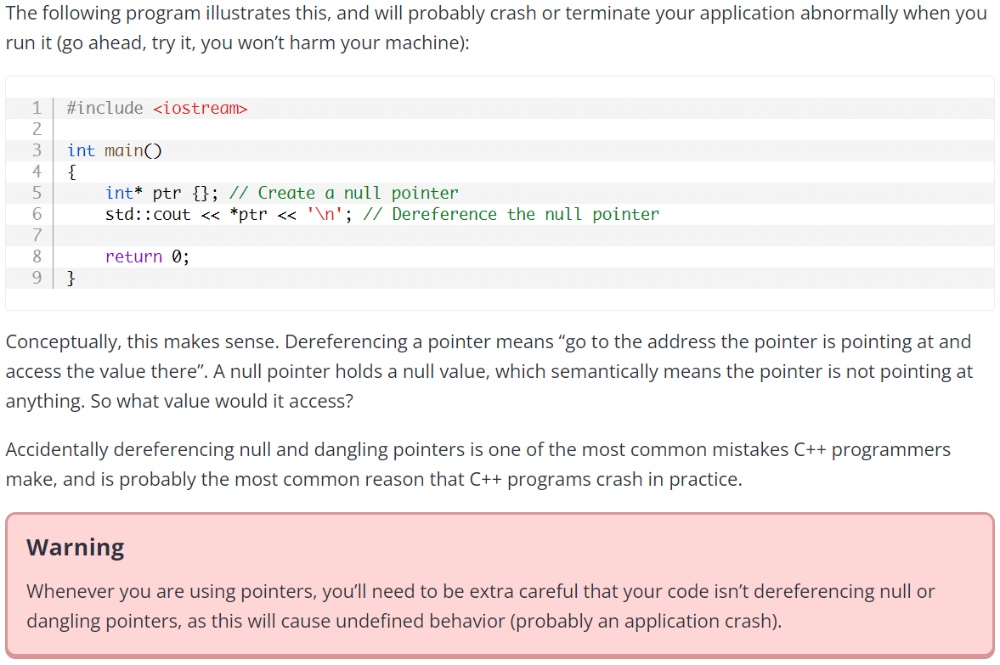 The following program illustrates this, and will probably crash or terminate your application abnormally when you
run it (go ahead, try it, you won’t harm your machine):
1 #include <iostream>
2
3 int main()
4 {
5     int* ptr {}; // Create a null pointer
6     std::cout << *ptr << '\n'; // Dereference the null pointer
7
8     return 0;
9 }
Conceptually, this makes sense. Dereferencing a pointer means “go to the address the pointer is pointing at and
access the value there”. A null pointer holds a null value, which semantically means the pointer is not pointing at
anything. So what value would it access?
Accidentally dereferencing null and dangling pointers is one of the most common mistakes C++ programmers
make, and is probably the most common reason that C++ programs crash in practice.
Warning
Whenever you are using pointers, you’ll need to be extra careful that your code isn’t dereferencing null or
dangling pointers, as this will cause undefined behavior (probably an application crash).